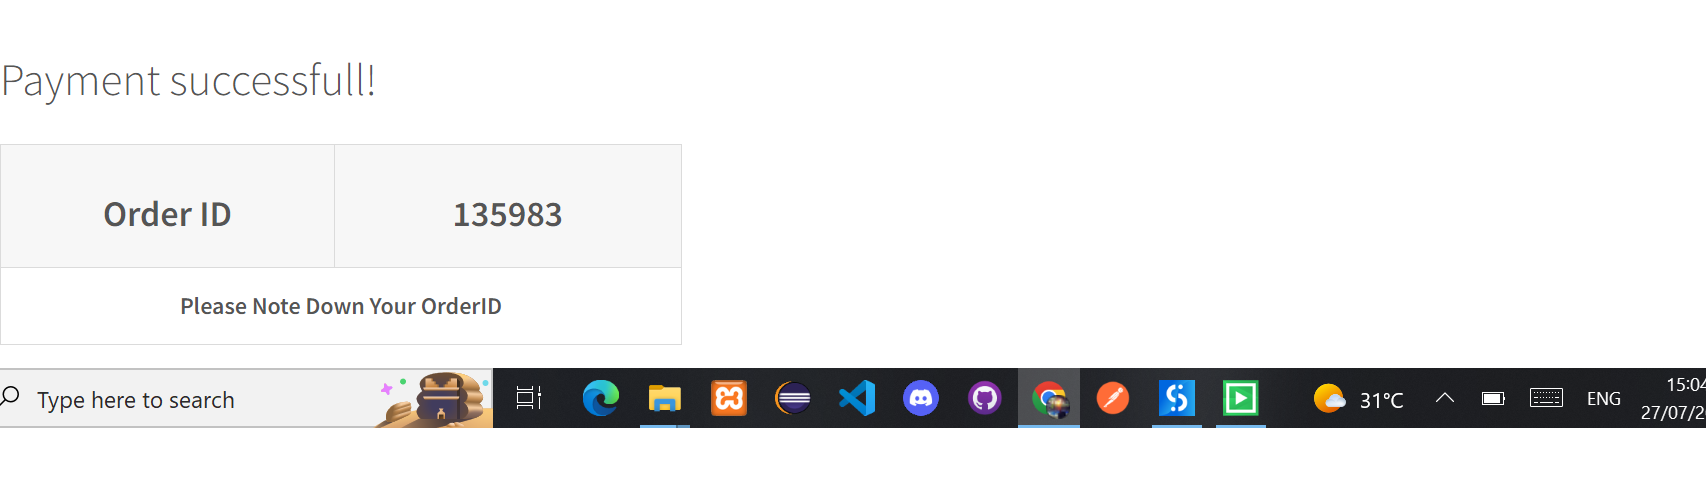 Payment successfull!
Order ID 135983
Please Note Down Your OrderID
Type here to search
31°C
ENG
15:04
27/07/2